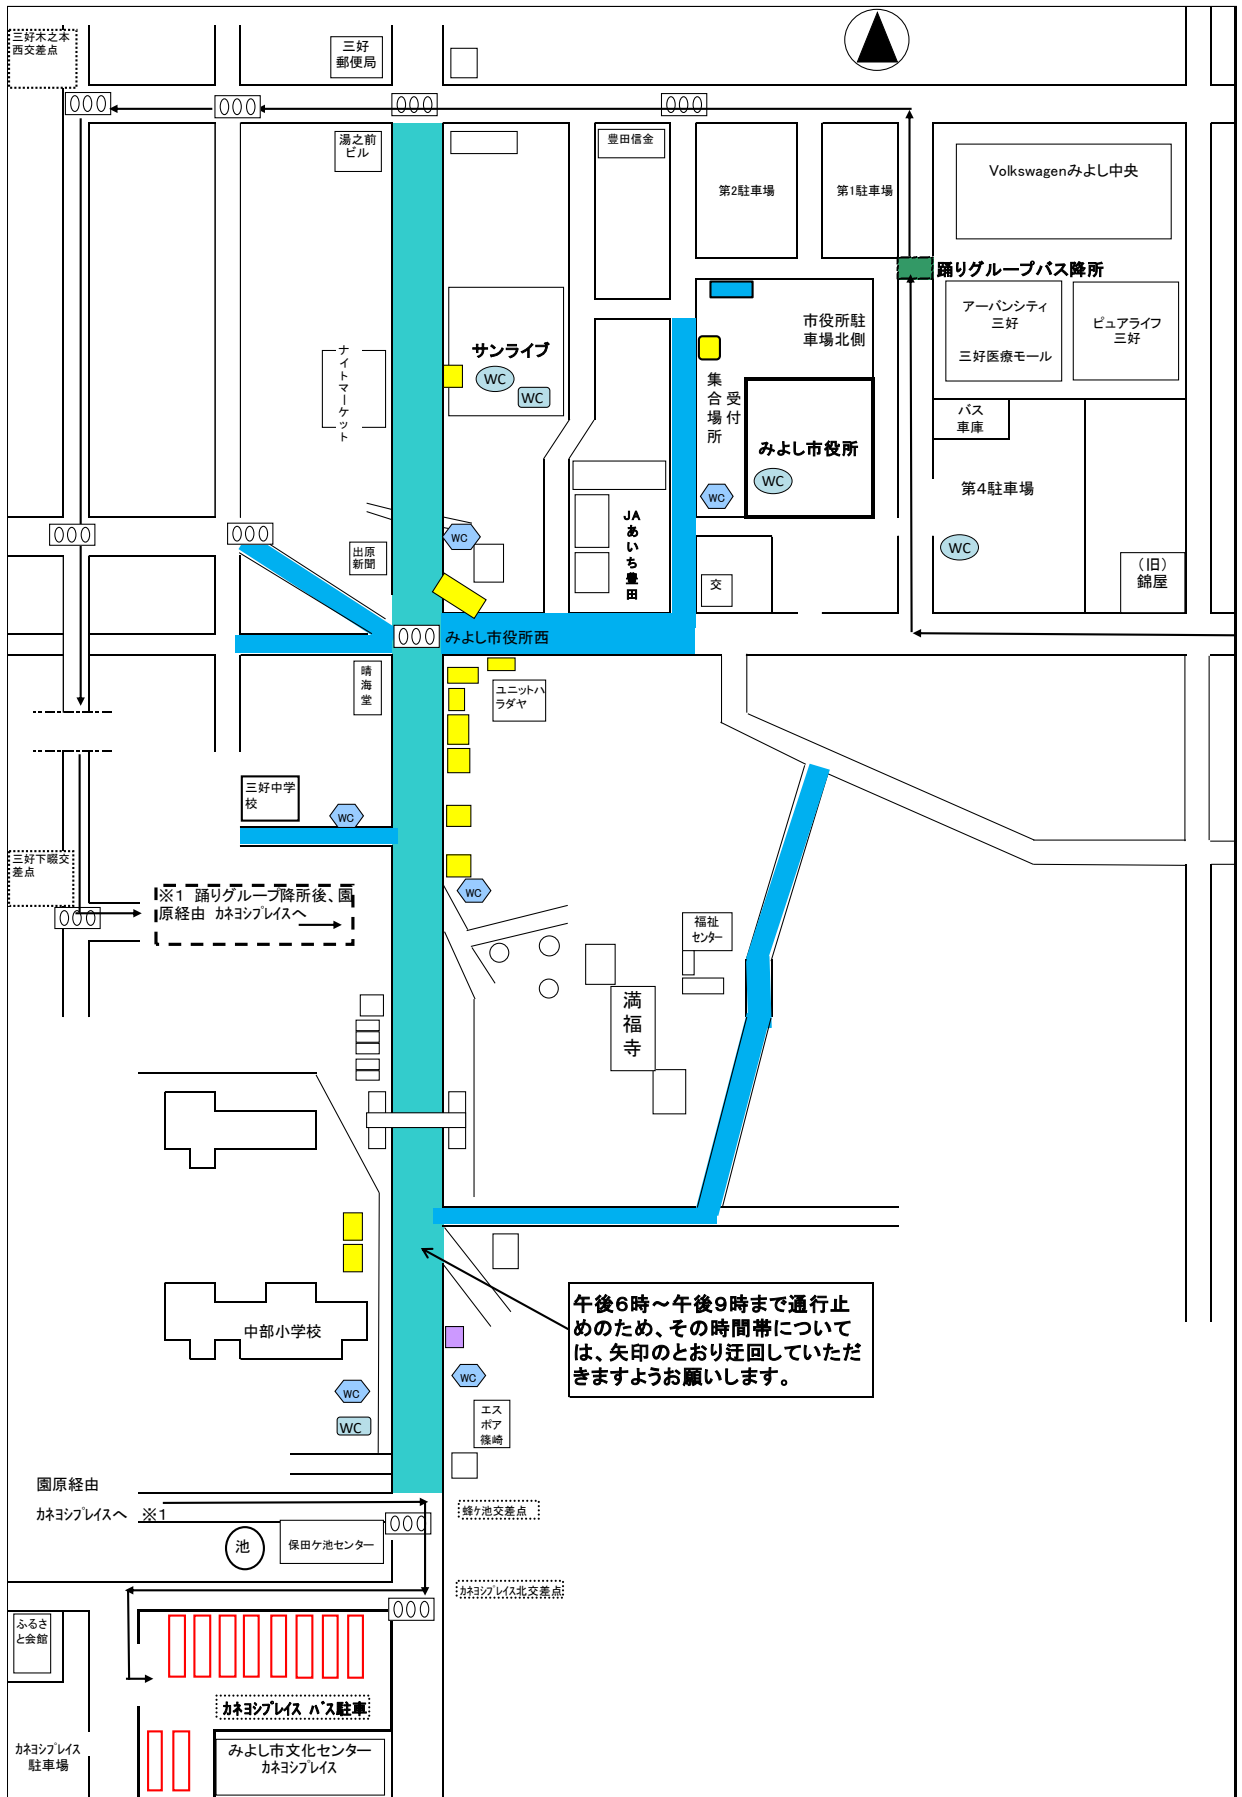 三好木之本
西交差点
三好
郵便局
000
000
000
000
湯之前
ビル
豊田信金
第2駐車場
第1駐車場
Volkswagenみよし中央
踊りグループバス降所
アーバンシティ
三好
三好医療モール
ピュアライフ
三好
市役所駐
車場北側
サンライブ
WC
WC
ナイトマーケット
集合場所
受付
みよし市役所
WC
WC
バス
車庫
第4駐車場
WC
(旧)
錦屋
JAあいち豊田
交
000
000
出原
新聞
WC
000
みよし市役所西
晴海堂
ユニットハ
ラダヤ
三好中学
校
WC
三好下畷交
差点
000
※1 踊りグループ降所後、園
原経由 カネヨシプレイスへ
WC
福祉
センター
満福寺
午後6時～午後9時まで通行止
めのため、その時間帯について
は、矢印のとおり迂回していただ
きますようお願いします。
中部小学校
WC
WC
WC
エス
ポア
篠崎
園原経由
カネヨシプレイスへ ※1
蜂ケ池交差点
000
池
保田ケ池センター
カネヨシプレイス北交差点
000
ふるさ
と会館
カネヨシプレイス バス駐車
カネヨシプレイス
駐車場
みよし市文化センター
カネヨシプレイス